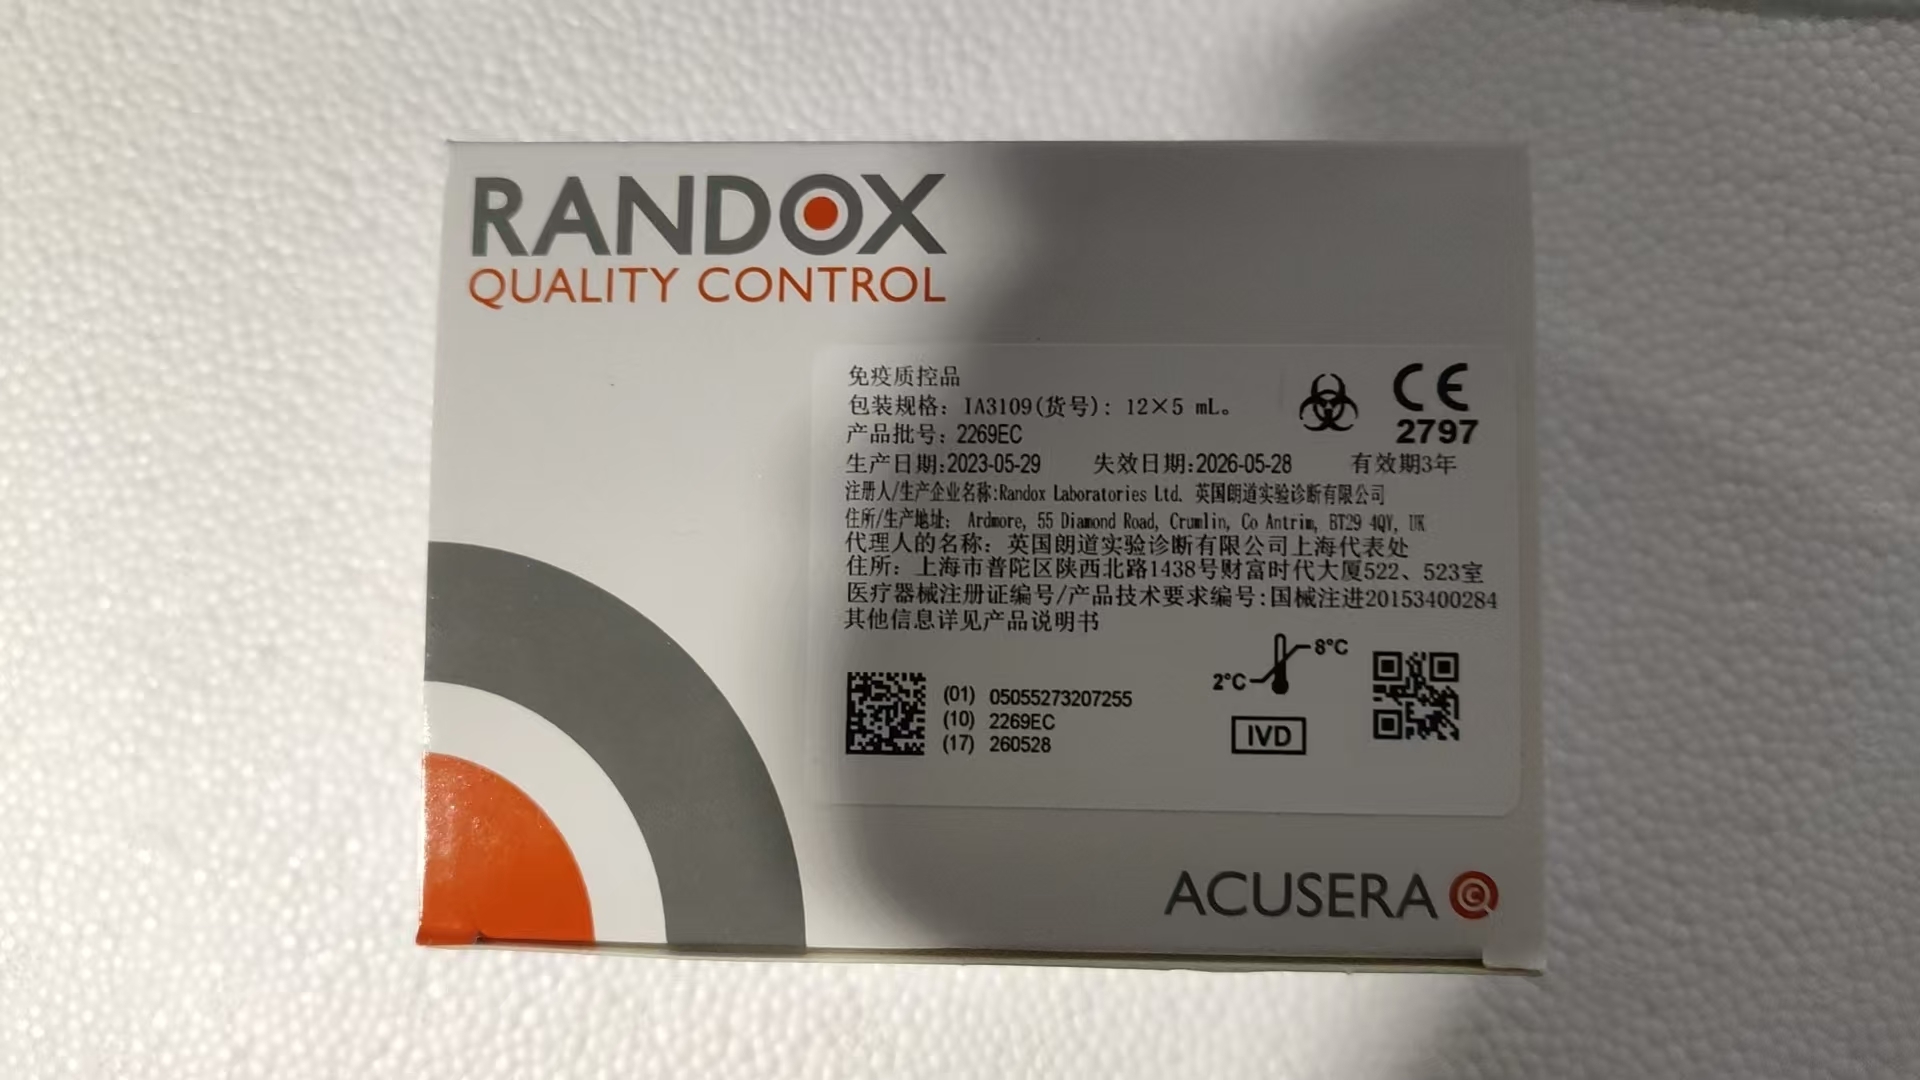 RANDOX
QUALITY CONTROL
免疫质控品
包装规格：IA3109(货号)：12×5 mL。
产品批号：2269EC
生产日期:2023-05-29 失效日期:2026-05-28 有效期3年
注册人/生产企业名称:Randox Laboratories Ltd. 英国朗道实验诊断有限公司
住所/生产地址： Ardmore, 55 Diamond Road, Crumlin, Co Antrim, BT29 4QY, UK
代理人的名称：英国朗道实验诊断有限公司上海代表处
住所：上海市普陀区陕西北路1438号财富时代大厦522、523室
医疗器械注册证编号/产品技术要求编号:国械注进20153400284
其他信息详见产品说明书
CE
2797
(01) 05055273207255
(10) 2269EC
(17) 260528
8°C
2°C
IVD
ACUSERA